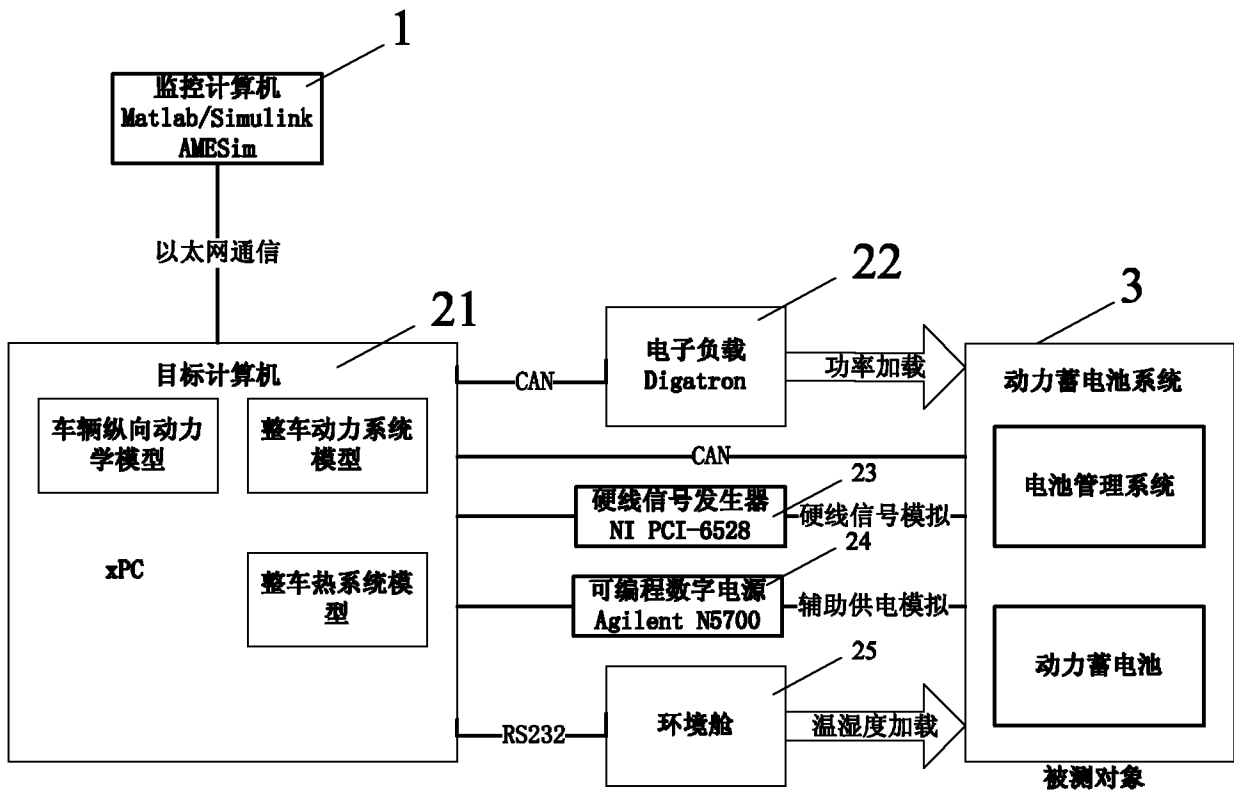 1
监控计算机
Matlab/Simulink
AMESim
以太网通信
21
目标计算机
车辆纵向动力
学模型
整车动力系统
模型
xPC
整车热系统模
型
CAN
22
电子负载
Digatron
功率加载
CAN
23
硬线信号发生器
NI PCI-6528
硬线信号模拟
24
可编程数字电源
Agilent N5700
辅助供电模拟
25
RS232
环境舱
温湿度加载
3
动力蓄电池系统
电池管理系统
动力蓄电池
被测对象